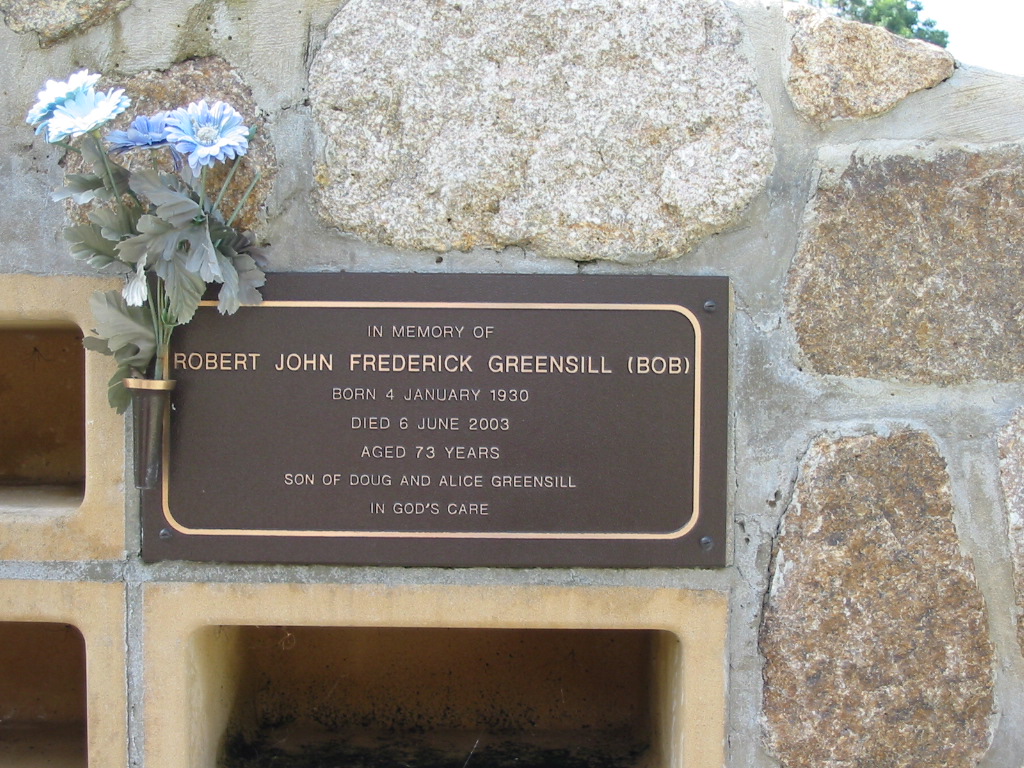 IN MEMORY OF
ROBERT JOHN FREDERICK GREENSILL (BOB)
BORN 4 JANUARY 1930
DIED 6 JUNE 2003
AGED 73 YEARS
SON OF DOUG AND ALICE GREENSILL
IN GOD'S CARE